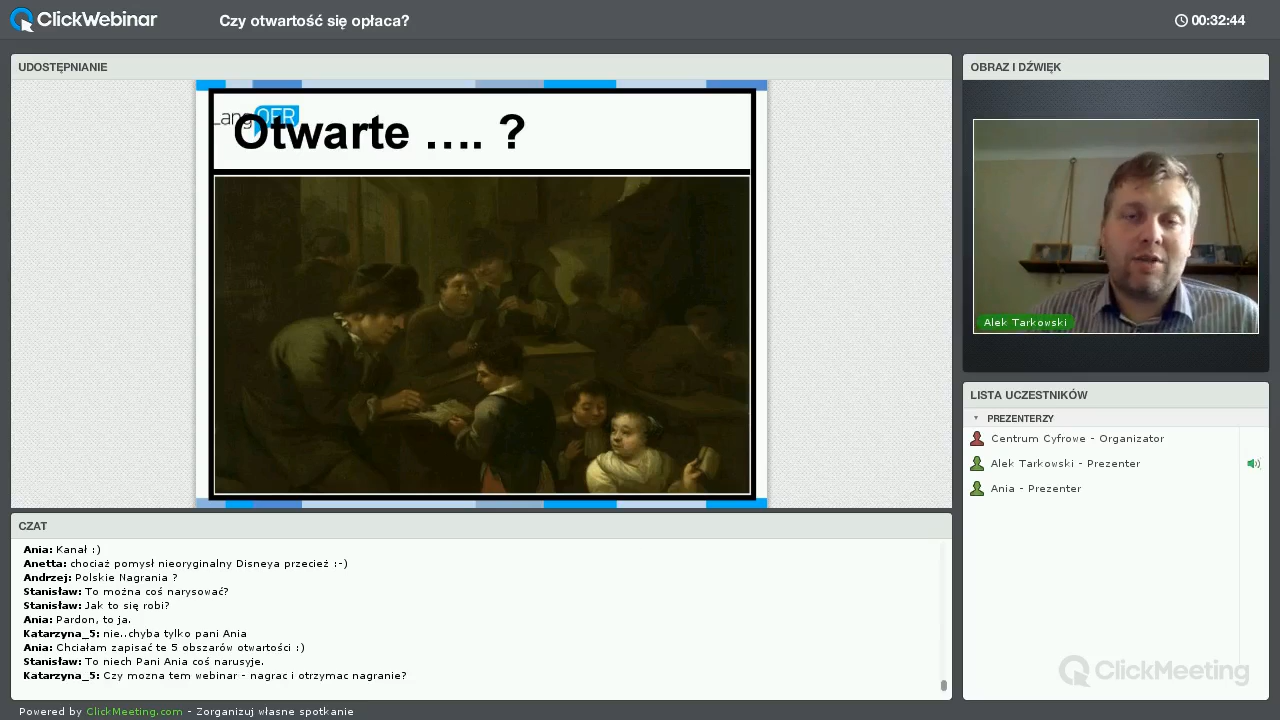 ClickWebinar
Czy otwartość się opłaca?
00:32:44
UDOSTĘPNIANIE
LangOER
Otwarte .... ?
OBRAZ I DŹWIĘK
Alek Tarkowski
LISTA UCZESTNIKÓW
PREZENTERZY
Centrum Cyfrowe - Organizator
Alek Tarkowski - Prezenter
Ania - Prezenter
CZAT
Ania: Kanał :)
Anetta: chociaż pomysł nieoryginalny Disneya przecież :-)
Andrzej: Polskie Nagrania ?
Stanisław: To można coś narysować?
Stanisław: Jak to się robi?
Ania: Pardon, to ja.
Katarzyna_5: nie..chyba tylko pani Ania
Ania: Chciałam zapisać te 5 obszarów otwartości :)
Stanisław: To niech Pani Ania coś narusyje.
Katarzyna_5: Czy mozna tem webinar - nagrac i otrzymac nagranie?
ClickMeeting
Powered by ClickMeeting.com - Zorganizuj własne spotkanie